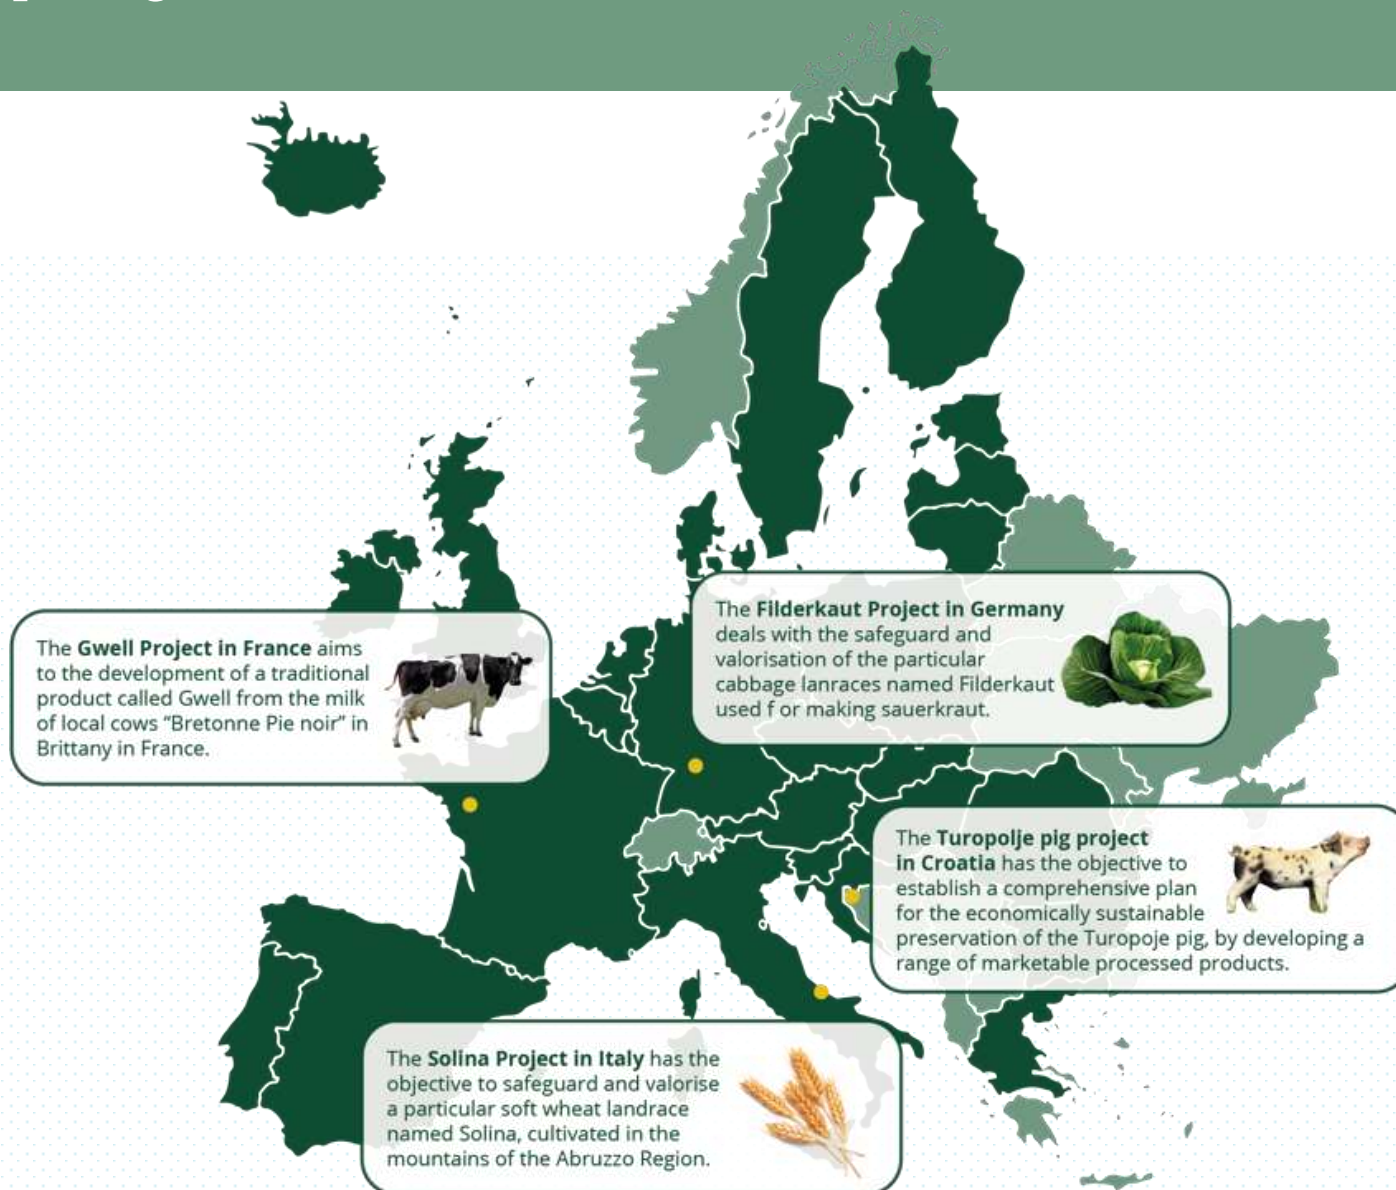 The Gwell Project in France aims
to the development of a traditional
product called Gwell from the milk
of local cows “Bretonne Pie noir” in
Brittany in France.
The Filderkaut Project in Germany
deals with the safeguard and
valorisation of the particular
cabbage lanraces named Filderkaut
used f or making sauerkraut.
The Turopolje pig project
in Croatia has the objective to
establish a comprehensive plan
for the economically sustainable
preservation of the Turopoje pig, by developing a
range of marketable processed products.
The Solina Project in Italy has the
objective to safeguard and valorise
a particular soft wheat landrace
named Solina, cultivated in the
mountains of the Abruzzo Region.